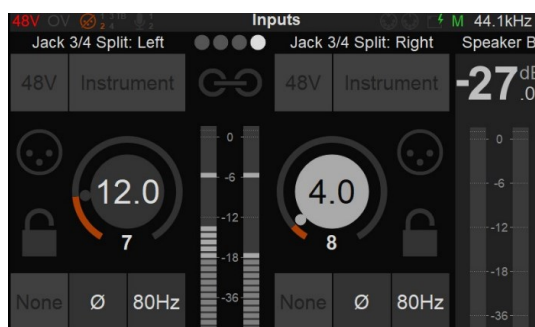 48V OV Inputs M 44.1kHz
Jack 3/4 Split: Left Jack 3/4 Split: Right Speaker B
48V Instrument 48V Instrument -27 dB .0
0 0
-6 -6
12.0 4.0
-12 -12
7 8
-18 -18
None Ø 80Hz -36 None Ø 80Hz -36